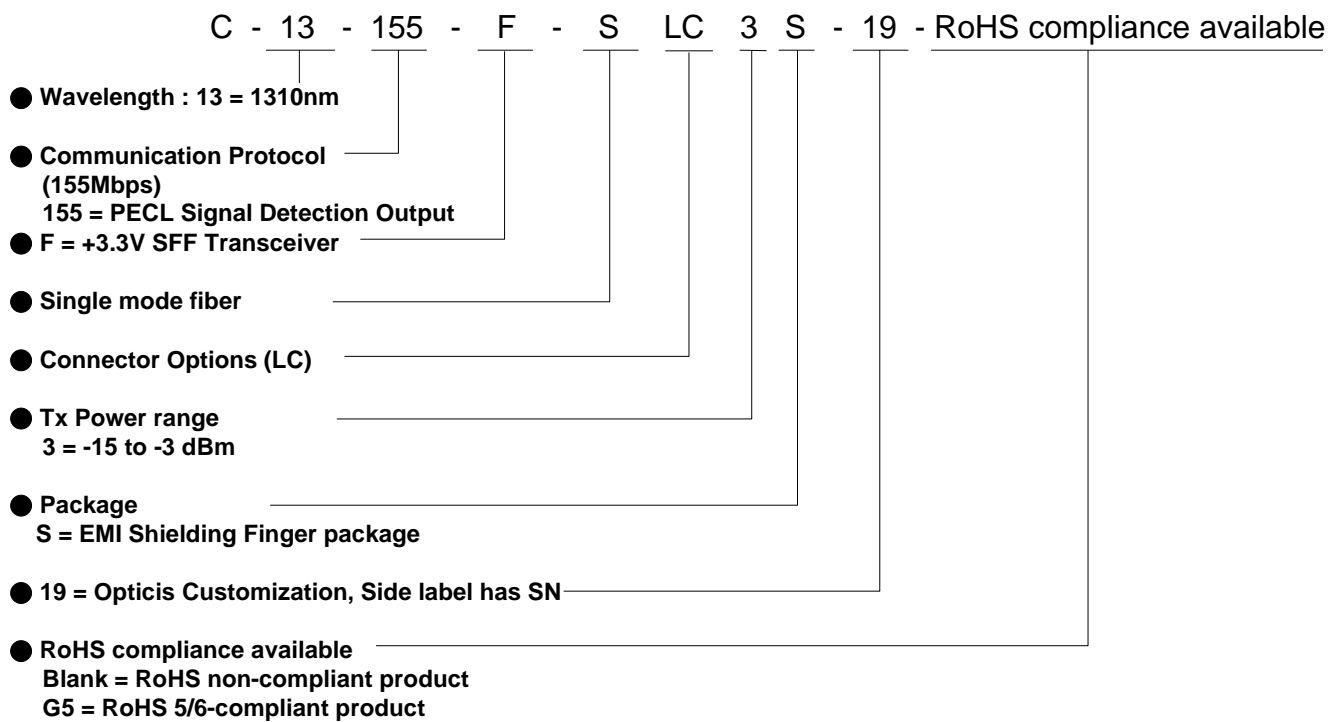 C - 13 - 155 - F - S LC 3 S - 19 - RoHS compliance available
● Wavelength : 13 = 1310nm
● Communication Protocol
(155Mbps)
155 = PECL Signal Detection Output
● F = +3.3V SFF Transceiver
● Single mode fiber
● Connector Options (LC)
● Tx Power range
3 = -15 to -3 dBm
● Package
S = EMI Shielding Finger package
● 19 = Opticis Customization, Side label has SN
● RoHS compliance available
Blank = RoHS non-compliant product
G5 = RoHS 5/6-compliant product